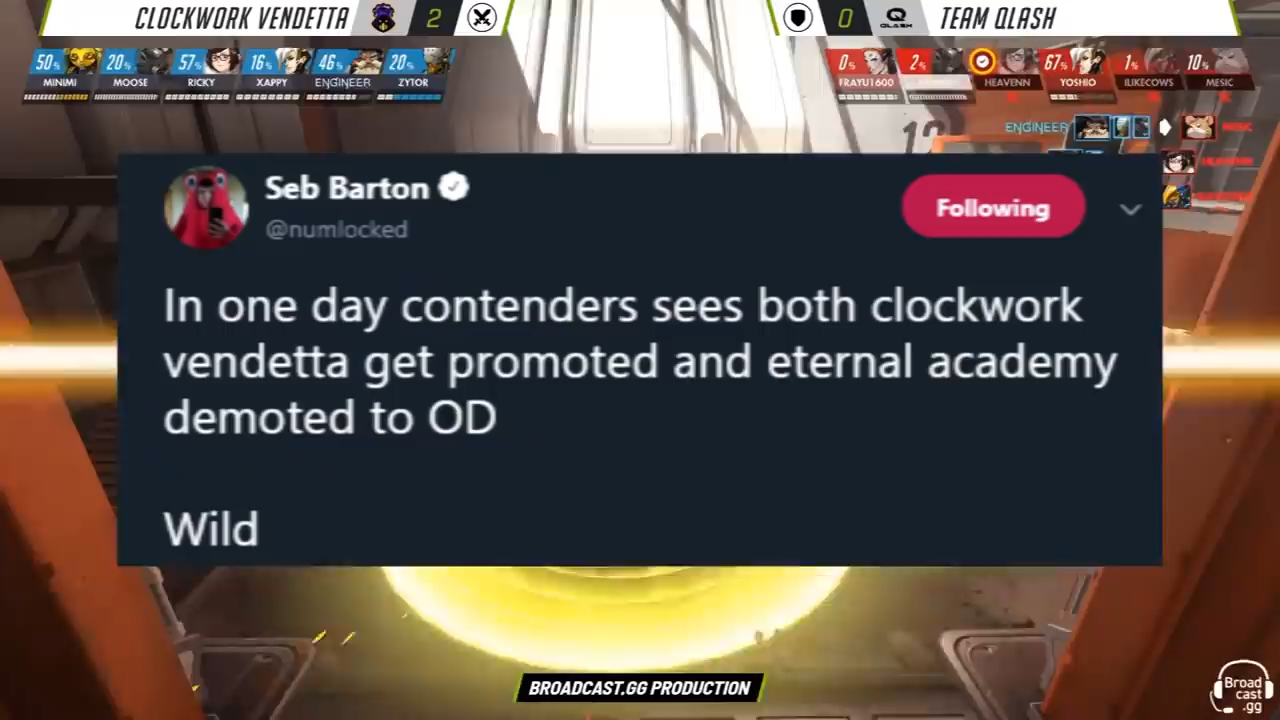 CLOCKWORK VENDETTA 2
0 QLASH TEAM QLASH
50% 20% 57% 16% 46% 20%
MINIMI MOOSE RICKY XAPPY ENGINEER ZYTOR
0% 2% 67% 1% 10%
FRAYU1600 HEAVENN YOSHIO ILIKECOWS MESIC
ENGINEER MESIC
Seb Barton
@numlocked
Following
In one day contenders sees both clockwork
vendetta get promoted and eternal academy
demoted to OD
Wild
BROADCAST.GG PRODUCTION
Broad
cast
.gg